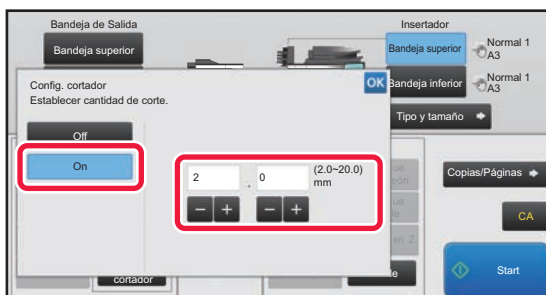 Bandeja de Salida
Insertador
Bandeja superior
Bandeja superior
Normal 1
A3
Config. cortador
Establecer cantidad de corte.
OK
Bandeja inferior
Normal 1
A3
Tipo y tamaño
Off
On
2 . 0 (2.0~20.0)
mm
Copias/Páginas
CA
en Z
cortador
Start